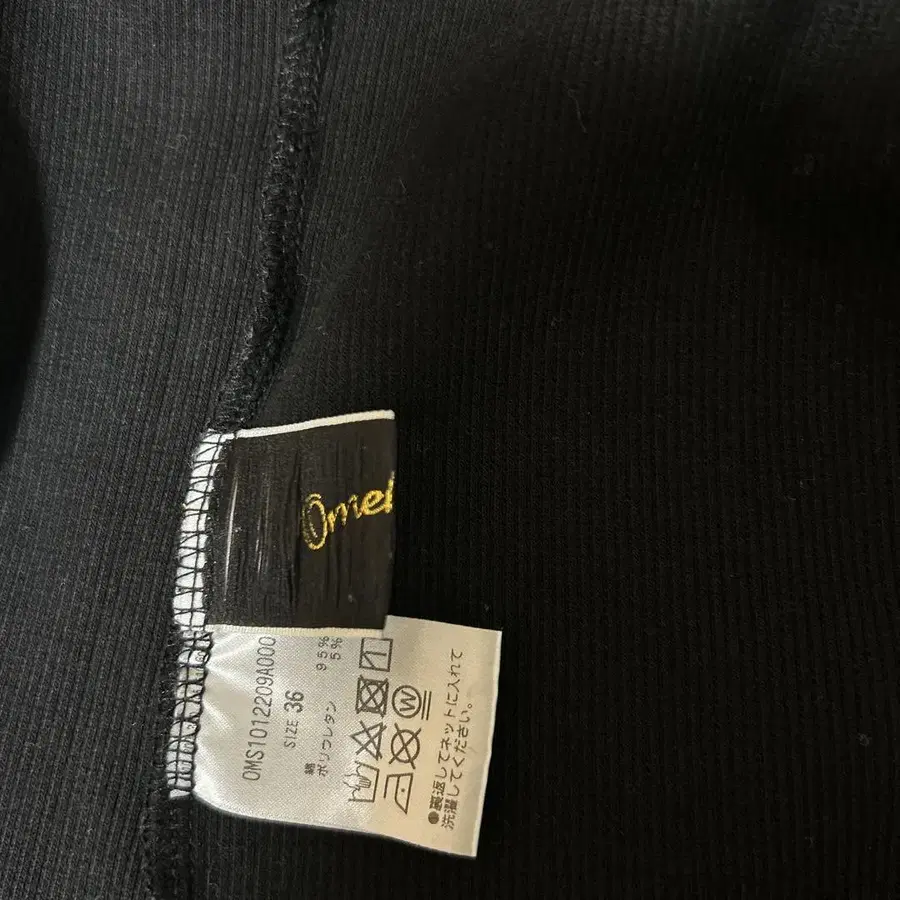 Omel
OMS1012209A000
SIZE 36
綿 95%
ポリウレタン 5%
W
●裏返してネットに入れて
洗濯してください。